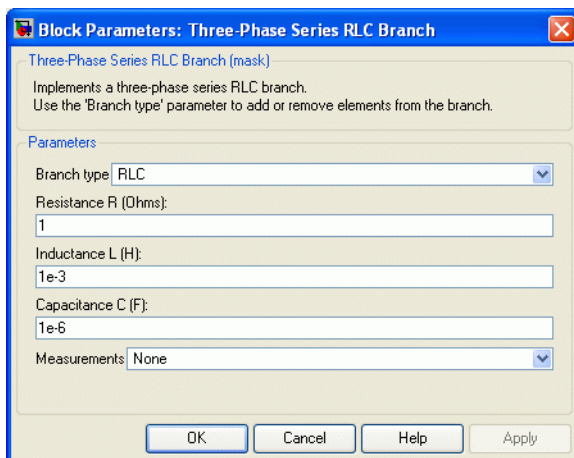 Block Parameters: Three-Phase Series RLC Branch
Three-Phase Series RLC Branch (mask)
Implements a three-phase series RLC branch.
Use the 'Branch type' parameter to add or remove elements from the branch.
Parameters
Branch type RLC
Resistance R (Ohms):
1
Inductance L (H):
1e-3
Capacitance C (F):
1e-6
Measurements None
OK Cancel Help Apply